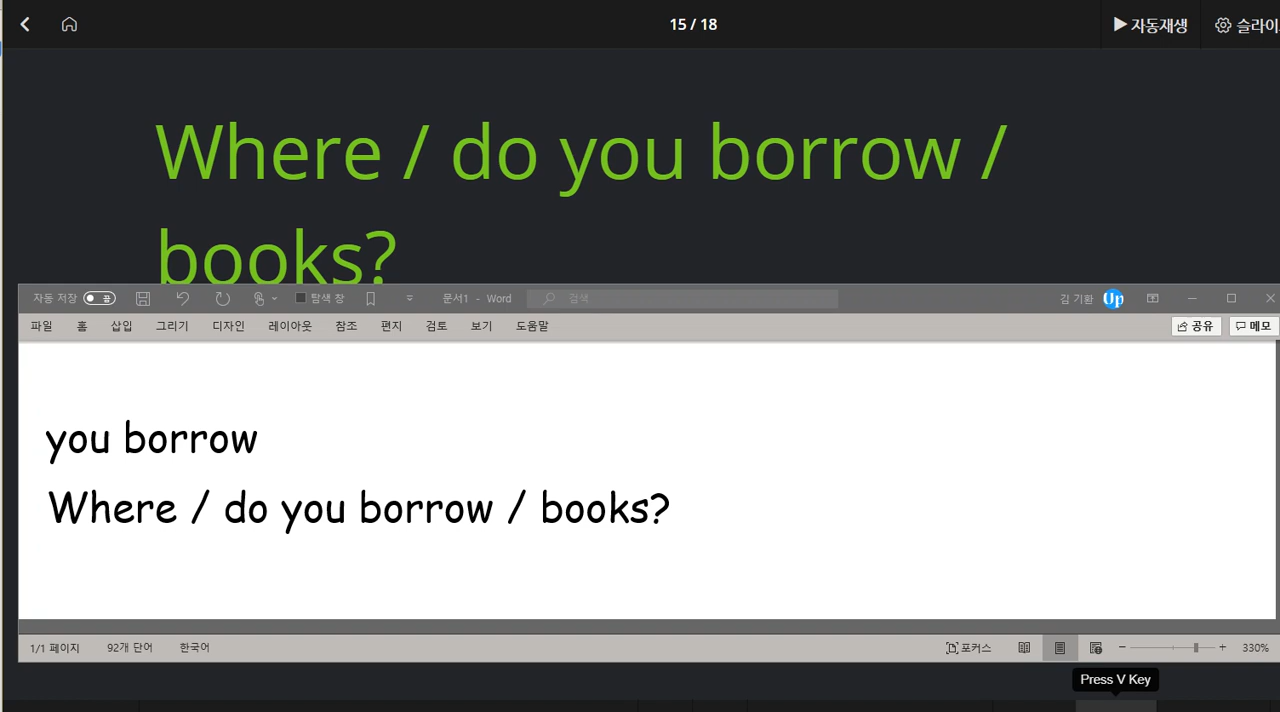 15 / 18
▶ 자동재생
슬라이
Where / do you borrow /
books?
자동 저장 끔 탐색 창 문서1 - Word 검색 김 기환 Up
파일 홈 삽입 그리기 디자인 레이아웃 참조 편지 검토 보기 도움말 공유 메모
you borrow
Where / do you borrow / books?
1/1 페이지 92개 단어 한국어 포커스 − + 330%
Press V Key